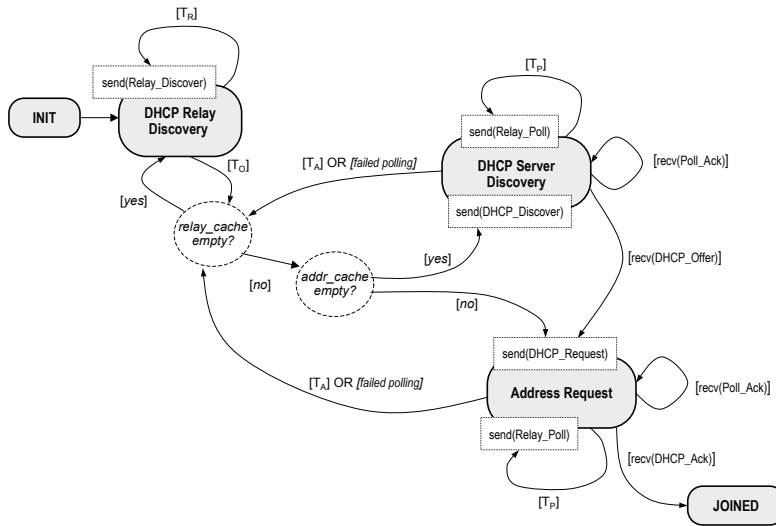 [T_R]
send(Relay_Discover)
INIT
DHCP Relay
Discovery
[T_P]
send(Relay_Poll)
DHCP Server
Discovery
[recv(Poll_Ack)]
send(DHCP_Discover)
[T_A] OR [failed polling]
[T_O]
[yes]
relay_cache
empty?
[no]
addr_cache
empty?
[yes]
[no]
[recv(DHCP_Offer)]
send(DHCP_Request)
[T_A] OR [failed polling]
Address Request
[recv(Poll_Ack)]
send(Relay_Poll)
[recv(DHCP_Ack)]
[T_P]
JOINED